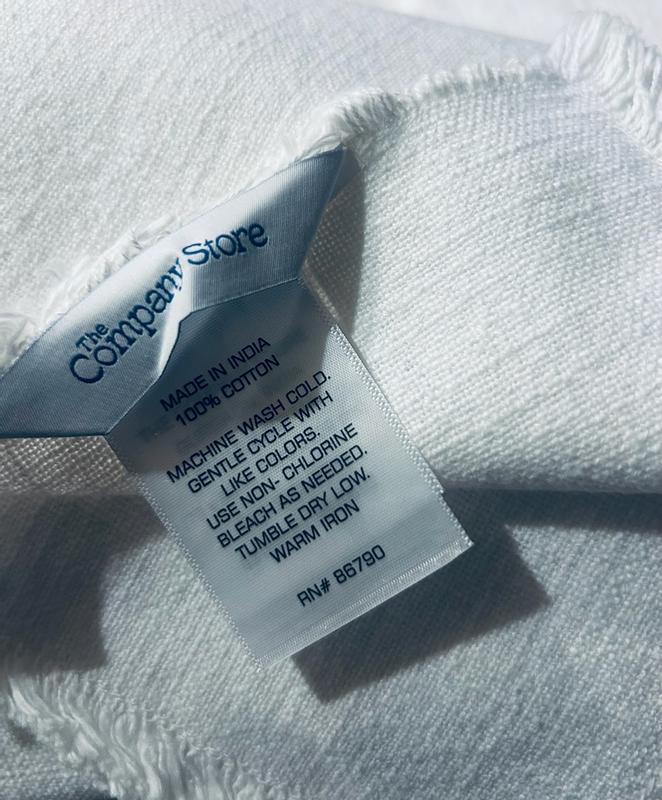 The
Company Store
MADE IN INDIA
100% COTTON
MACHINE WASH COLD.
GENTLE CYCLE WITH
LIKE COLORS.
USE NON- CHLORINE
BLEACH AS NEEDED.
TUMBLE DRY LOW.
WARM IRON
RN# 86790